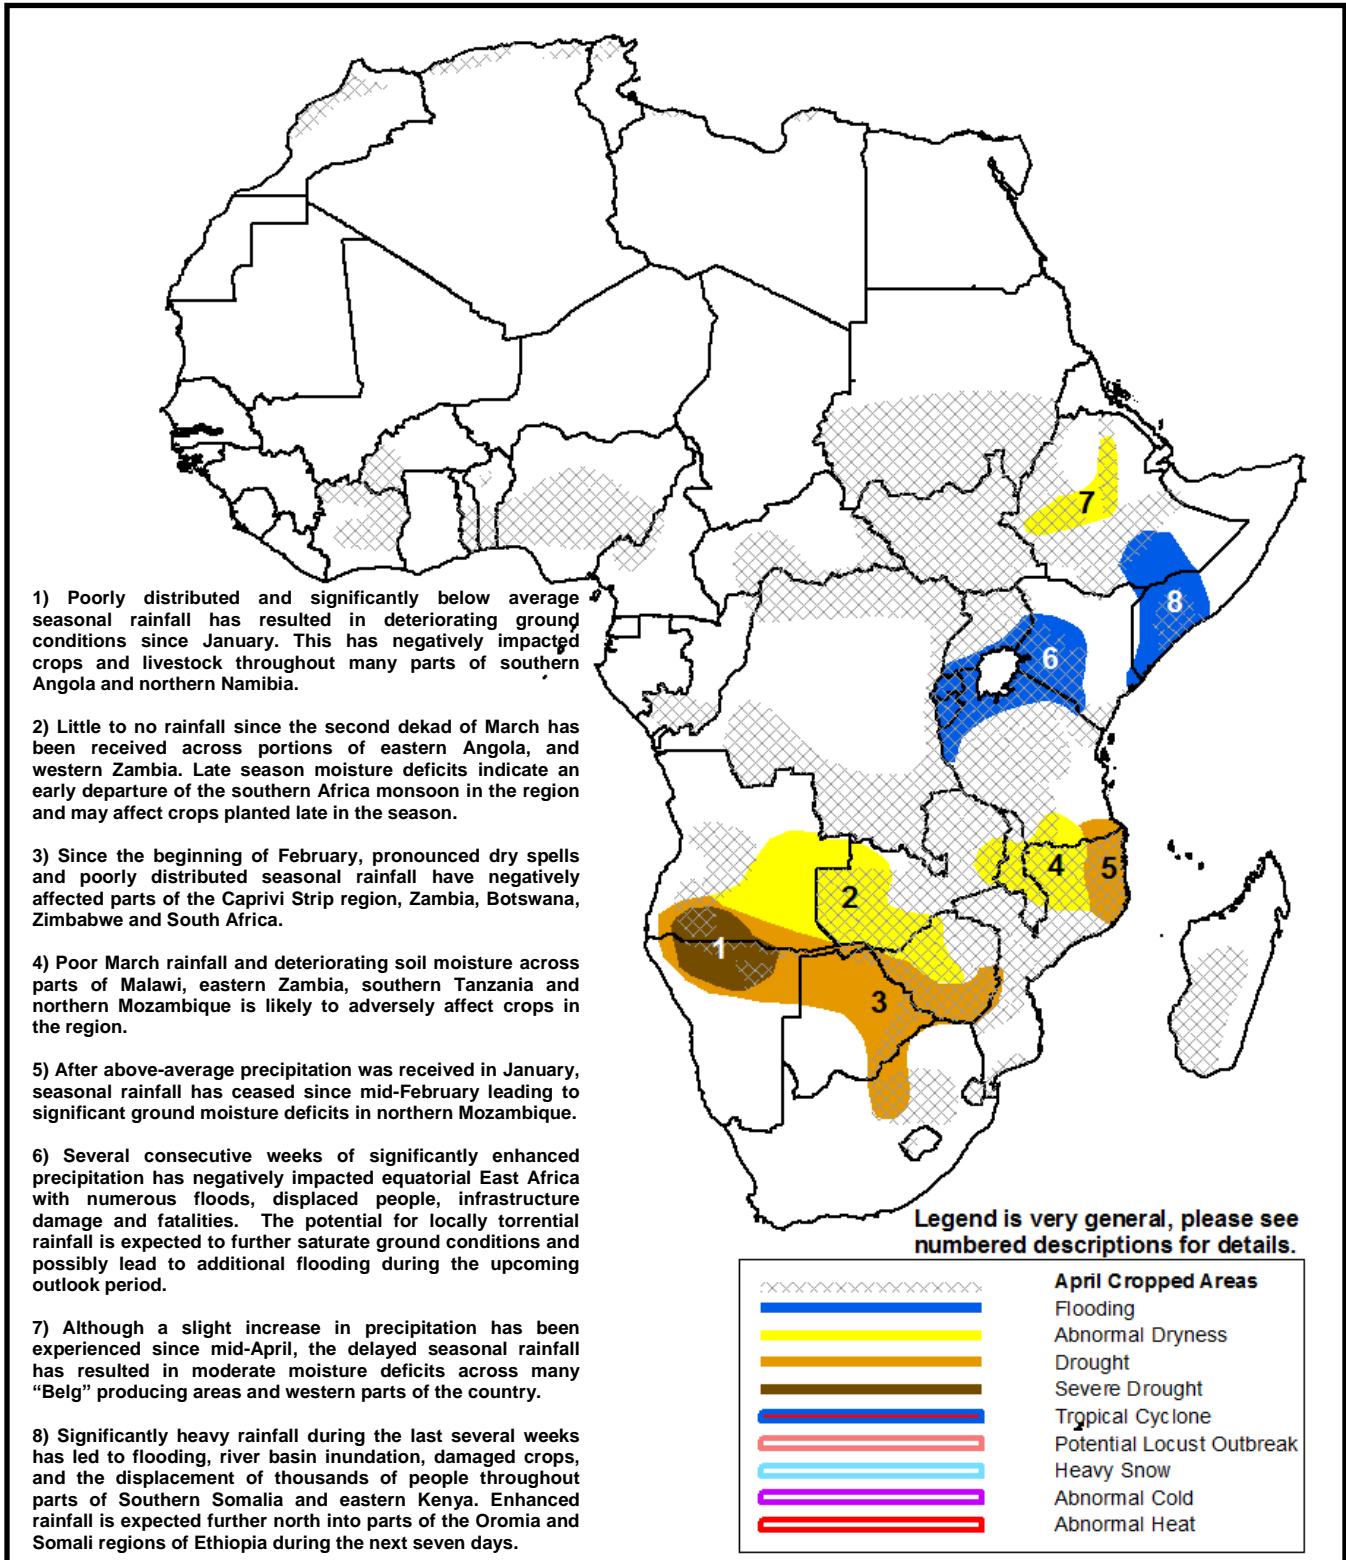 1) Poorly distributed and significantly below average
seasonal rainfall has resulted in deteriorating ground
conditions since January. This has negatively impacted
crops and livestock throughout many parts of southern
Angola and northern Namibia.
2) Little to no rainfall since the second dekad of March has
been received across portions of eastern Angola, and
western Zambia. Late season moisture deficits indicate an
early departure of the southern Africa monsoon in the region
and may affect crops planted late in the season.
3) Since the beginning of February, pronounced dry spells
and poorly distributed seasonal rainfall have negatively
affected parts of the Caprivi Strip region, Zambia, Botswana,
Zimbabwe and South Africa.
4) Poor March rainfall and deteriorating soil moisture across
parts of Malawi, eastern Zambia, southern Tanzania and
northern Mozambique is likely to adversely affect crops in
the region.
5) After above-average precipitation was received in January,
seasonal rainfall has ceased since mid-February leading to
significant ground moisture deficits in northern Mozambique.
6) Several consecutive weeks of significantly enhanced
precipitation has negatively impacted equatorial East Africa
with numerous floods, displaced people, infrastructure
damage and fatalities. The potential for locally torrential
rainfall is expected to further saturate ground conditions and
possibly lead to additional flooding during the upcoming
outlook period.
7) Although a slight increase in precipitation has been
experienced since mid-April, the delayed seasonal rainfall
has resulted in moderate moisture deficits across many
“Belg” producing areas and western parts of the country.
8) Significantly heavy rainfall during the last several weeks
has led to flooding, river basin inundation, damaged crops,
and the displacement of thousands of people throughout
parts of Southern Somalia and eastern Kenya. Enhanced
rainfall is expected further north into parts of the Oromia and
Somali regions of Ethiopia during the next seven days.
7
8
6
4
5
2
1
3
Legend is very general, please see
numbered descriptions for details.
April Cropped Areas
Flooding
Abnormal Dryness
Drought
Severe Drought
Tropical Cyclone
Potential Locust Outbreak
Heavy Snow
Abnormal Cold
Abnormal Heat